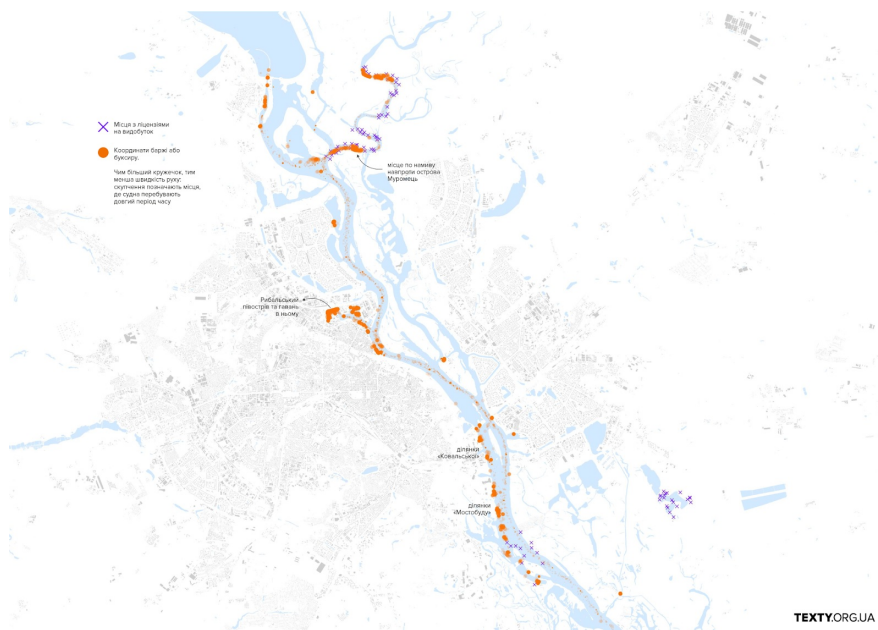 Місця з ліцензіями
на видобуток
Координати баржі або
буксиру.
Чим більший кружечок, тим
менша швидкість руху:
скупчення позначають місця,
де судна перебувають
довгий період часу
місце по намиву
навпроти острова
Муромець
Рибальський
півострів та гавань
в ньому
ділянки
«Ковальської»
ділянки
«Мостобуду»
TEXTY.ORG.UA